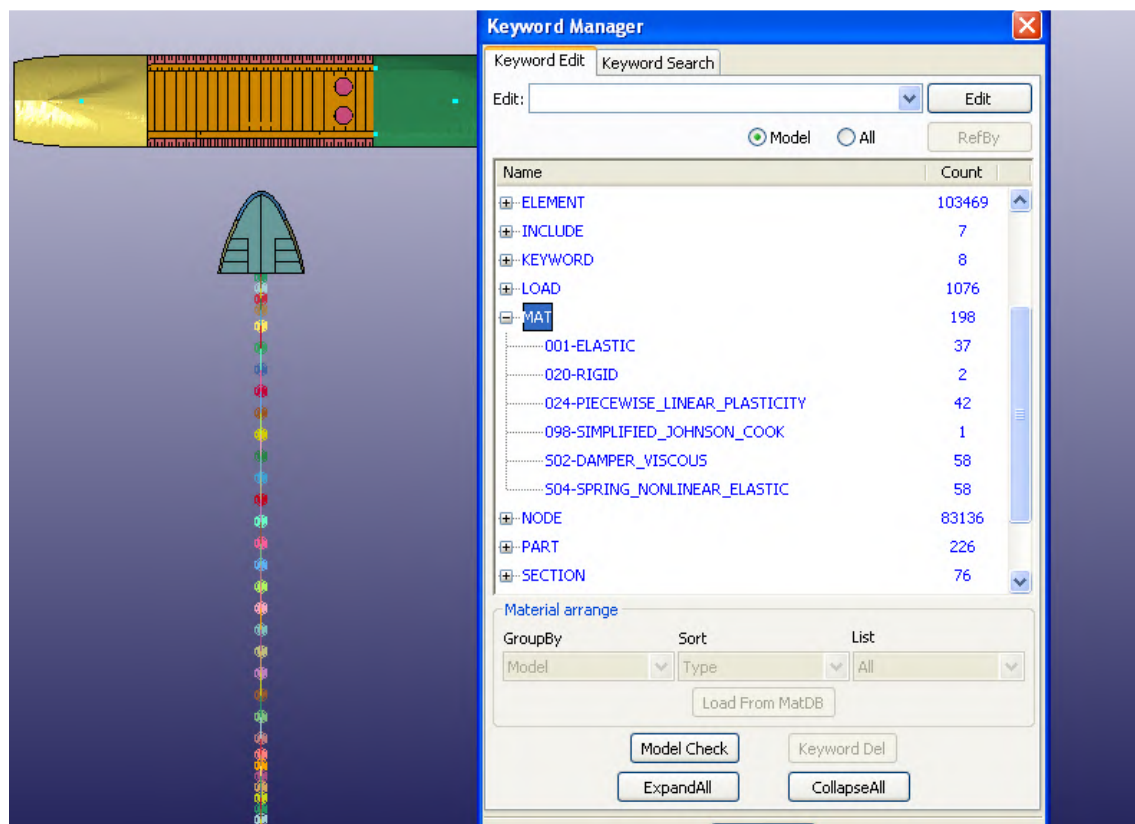 Keyword Manager
Keyword Edit Keyword Search
Edit: Edit
Model All RefBy
Name Count
ELEMENT 103469
INCLUDE 7
KEYWORD 8
LOAD 1076
MAT 198
001-ELASTIC 37
020-RIGID 2
024-PIECEWISE_LINEAR_PLASTICITY 42
098-SIMPLIFIED_JOHNSON_COOK 1
S02-DAMPER_VISCOUS 58
S04-SPRING_NONLINEAR_ELASTIC 58
NODE 83136
PART 226
SECTION 76
Material arrange
GroupBy Sort List
Model Type All
Load From MatDB
Model Check Keyword Del
ExpandAll CollapseAll